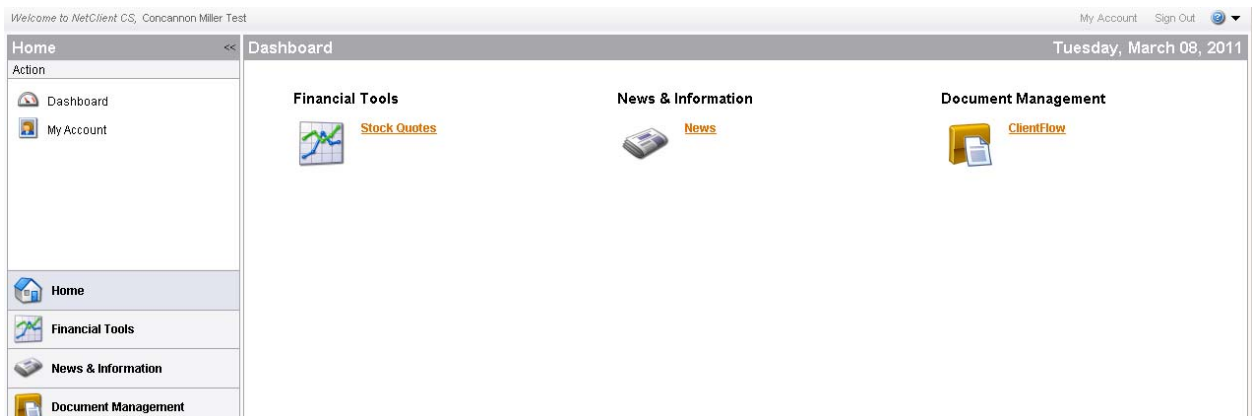 Welcome to NetClient CS, Concannon Miller Test
My Account Sign Out
Home <<
Action
Dashboard
My Account
Home
Financial Tools
News & Information
Document Management
Dashboard Tuesday, March 08, 2011
Financial Tools
Stock Quotes
News & Information
News
Document Management
ClientFlow